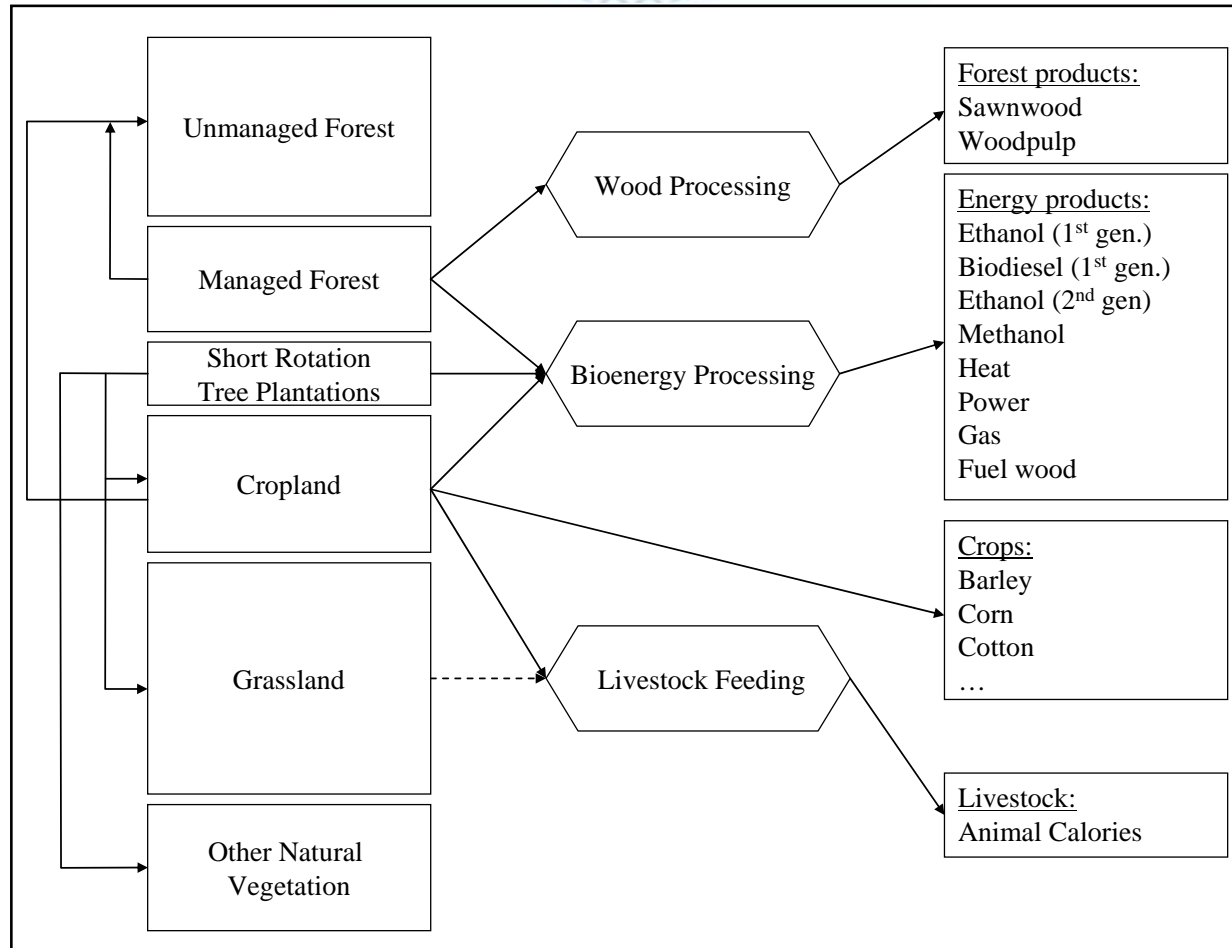 Unmanaged Forest
Managed Forest
Short Rotation
Tree Plantations
Cropland
Grassland
Other Natural
Vegetation
Wood Processing
Bioenergy Processing
Livestock Feeding
Forest products:
Sawnwood
Woodpulp
Energy products:
Ethanol (1st gen.)
Biodiesel (1st gen.)
Ethanol (2nd gen)
Methanol
Heat
Power
Gas
Fuel wood
Crops:
Barley
Corn
Cotton
…
Livestock:
Animal Calories